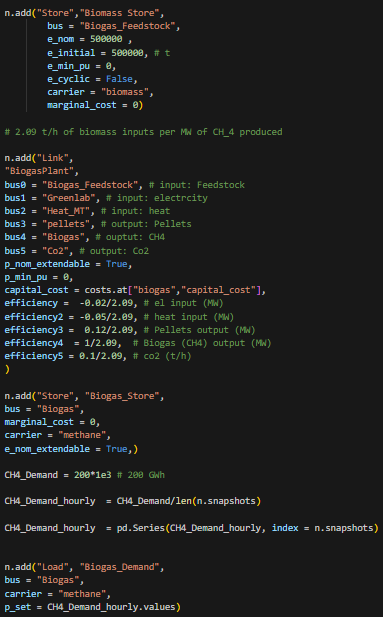 n.add("Store","Biomass Store",
bus = "Biogas_Feedstock",
e_nom = 500000 ,
e_initial = 500000, # t
e_min_pu = 0,
e_cyclic = False,
carrier = "biomass",
marginal_cost = 0)
# 2.09 t/h of biomass inputs per MW of CH_4 produced
n.add("Link",
"BiogasPlant",
bus0 = "Biogas_Feedstock", # input: Feedstock
bus1 = "Greenlab", # input: electrcity
bus2 = "Heat_MT", # input: heat
bus3 = "pellets", # output: Pellets
bus4 = "Biogas", # ouptut: CH4
bus5 = "Co2", # output: Co2
p_nom_extendable = True,
p_min_pu = 0,
capital_cost = costs.at["biogas","capital_cost"],
efficiency =  -0.02/2.09, # el input (MW)
efficiency2 = -0.05/2.09, # heat input (MW)
efficiency3 =  0.12/2.09, # Pellets output (MW)
efficiency4  = 1/2.09,  # Biogas (CH4) output (MW)
efficiency5 = 0.1/2.09, # co2 (t/h)
)
n.add("Store", "Biogas_Store",
bus = "Biogas",
marginal_cost = 0,
carrier = "methane",
e_nom_extendable = True,)
CH4_Demand = 200*1e3 # 200 GWh
CH4_Demand_hourly  = CH4_Demand/len(n.snapshots)
CH4_Demand_hourly  = pd.Series(CH4_Demand_hourly, index = n.snapshots)
n.add("Load", "Biogas_Demand",
bus = "Biogas",
carrier = "methane",
p_set = CH4_Demand_hourly.values)